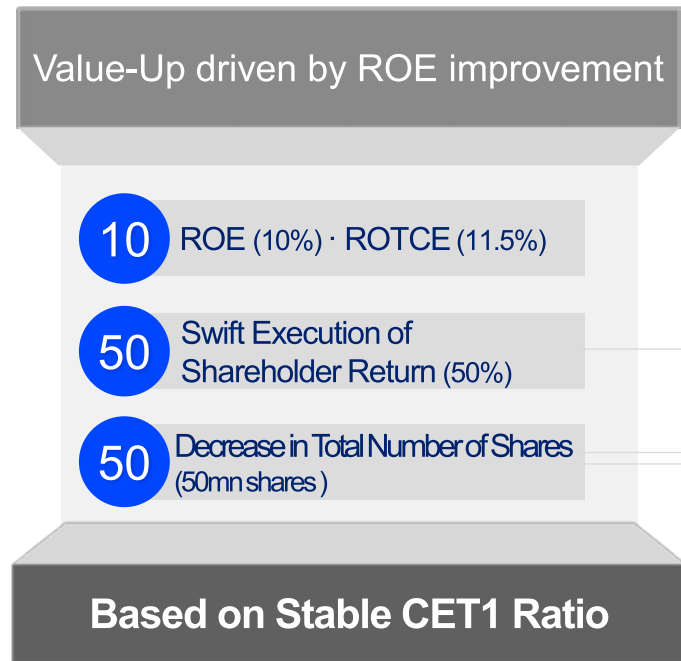 Value-Up driven by ROE improvement
10
ROE (10%) · ROTCE (11.5%)
50
Swift Execution of
Shareholder Return (50%)
50
Decrease in Total Number of Shares
(50mn shares )
Based on Stable CET1 Ratio